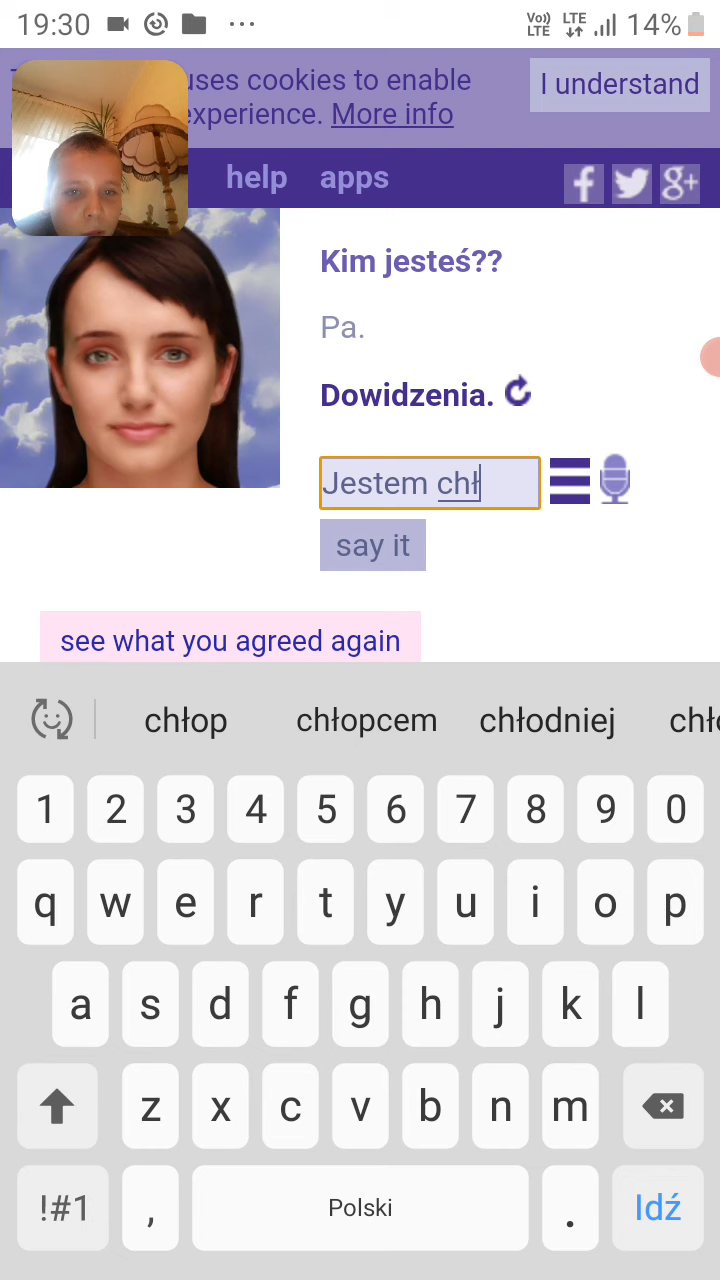 19:30 ... Vo)) LTE LTE 14%
uses cookies to enable
experience. More info
I understand
help apps
Kim jesteś??
Pa.
Dowidzenia.
Jestem chł
say it
see what you agreed again
chłop chłopcem chłodniej
1 2 3 4 5 6 7 8 9 0
q w e r t y u i o p
a s d f g h j k l
z x c v b n m
!#1 , Polski . Idź